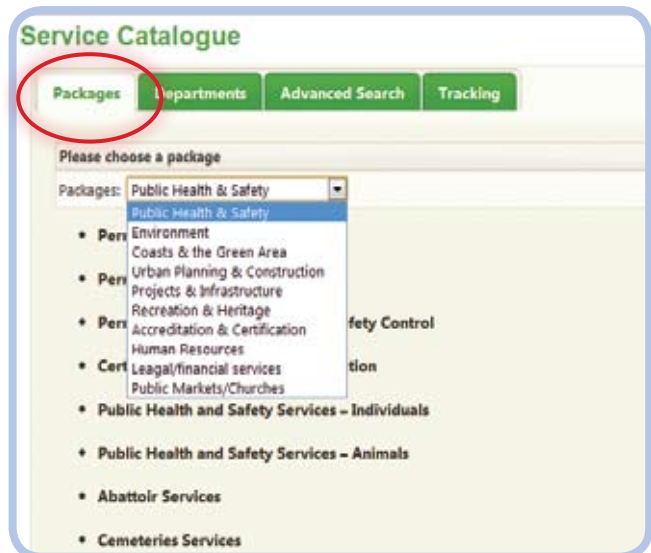 Service Catalogue
Packages Departments Advanced Search Tracking
Please choose a package
Packages: Public Health & Safety
Public Health & Safety
Environment
Coasts & the Green Area
Urban Planning & Construction
Projects & Infrastructure
Recreation & Heritage
Accreditation & Certification
Human Resources
Leagal/financial services
Public Markets/Churches
fety Control
Cert
tion
Public Health and Safety Services – Individuals
Public Health and Safety Services – Animals
Abattoir Services
Cemeteries Services